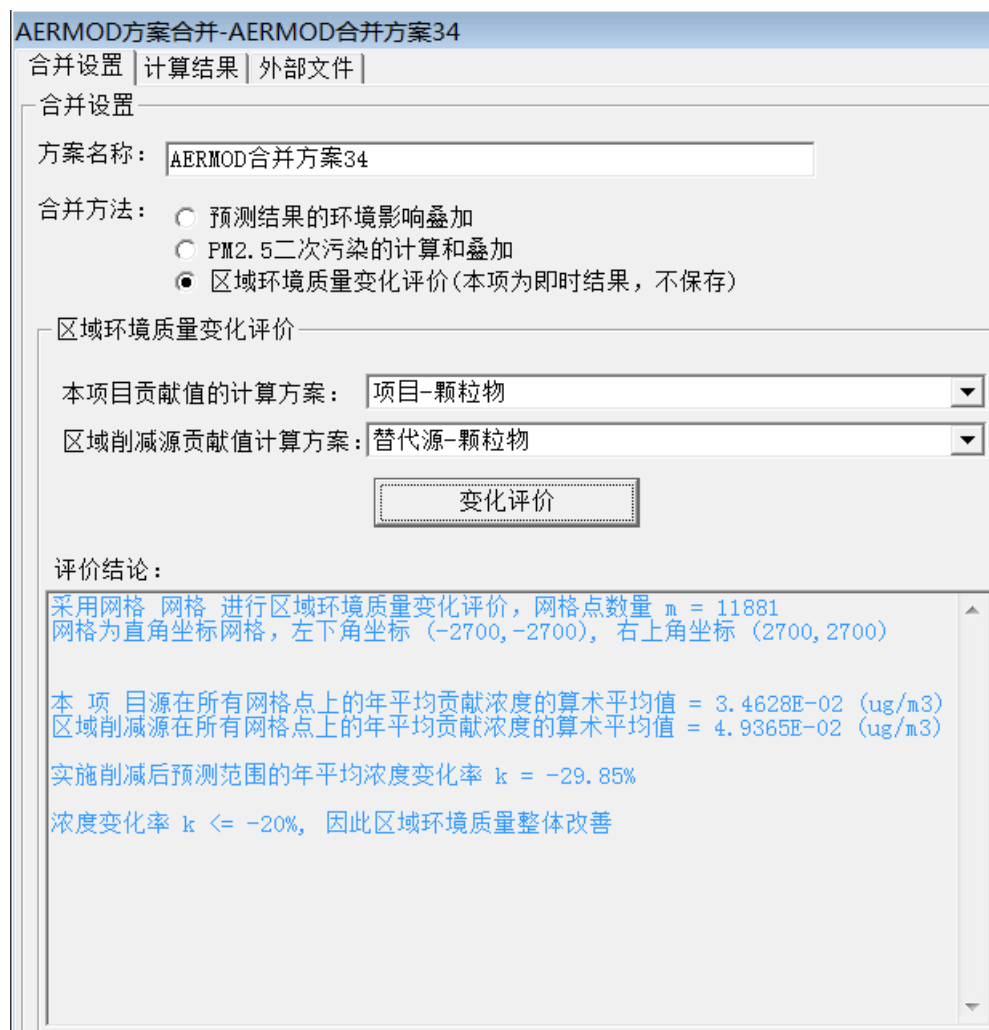 AERMOD方案合并-AERMOD合并方案34
合并设置 计算结果 外部文件
合并设置
方案名称： AERMOD合并方案34
合并方法： 预测结果的环境影响叠加
PM2.5二次污染的计算和叠加
区域环境质量变化评价(本项为即时结果，不保存)
区域环境质量变化评价
本项目贡献值的计算方案： 项目-颗粒物
区域削减源贡献值计算方案： 替代源-颗粒物
变化评价
评价结论：
采用网格 网格 进行区域环境质量变化评价，网格点数量 m = 11881
网格为直角坐标网格，左下角坐标 (-2700,-2700), 右上角坐标 (2700,2700)
本 项 目源在所有网格点上的年平均贡献浓度的算术平均值 = 3.4628E-02 (ug/m3)
区域削减源在所有网格点上的年平均贡献浓度的算术平均值 = 4.9365E-02 (ug/m3)
实施削减后预测范围的年平均浓度变化率 k = -29.85%
浓度变化率 k <= -20%, 因此区域环境质量整体改善